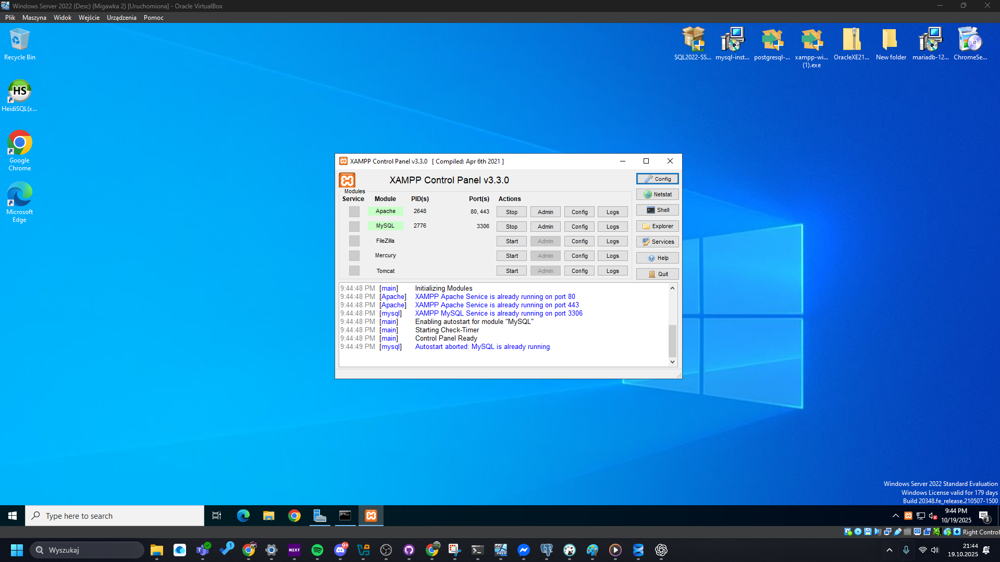 Windows Server 2022 (Desc) (Migawka 2) [Uruchomiona] - Oracle VirtualBox
Plik Maszyna Widok Wejście Urządzenia Pomoc
Recycle Bin
HeidiSQL(x...
Google
Chrome
Microsoft
Edge
SQL2022-SS... mysql-inst... postgresql-... xampp-wi... OracleXE21... New folder mariadb-12... ChromeSe...
(1).exe
XAMPP Control Panel v3.3.0 [ Compiled: Apr 6th 2021 ]
XAMPP Control Panel v3.3.0
Config
Modules
Service Module PID(s) Port(s) Actions
Netstat
Apache 2648 80, 443 Stop Admin Config Logs
Shell
MySQL 2776 3306 Stop Admin Config Logs
Explorer
FileZilla Start Admin Config Logs
Services
Mercury Start Admin Config Logs
Help
Tomcat Start Admin Config Logs
Quit
9:44:48 PM [main] Initializing Modules
9:44:48 PM [Apache] XAMPP Apache Service is already running on port 80
9:44:48 PM [Apache] XAMPP Apache Service is already running on port 443
9:44:48 PM [mysql] XAMPP MySQL Service is already running on port 3306
9:44:48 PM [main] Enabling autostart for module "MySQL"
9:44:48 PM [main] Starting Check-Timer
9:44:48 PM [main] Control Panel Ready
9:44:49 PM [mysql] Autostart aborted: MySQL is already running
Windows Server 2022 Standard Evaluation
Windows License valid for 179 days
Build 20348.fe_release.210507-1500
Type here to search
9:44 PM
10/19/2025
3
Right Control
Wyszukaj
1
RP
NZXT
9+
2022
21:44
19.10.2025